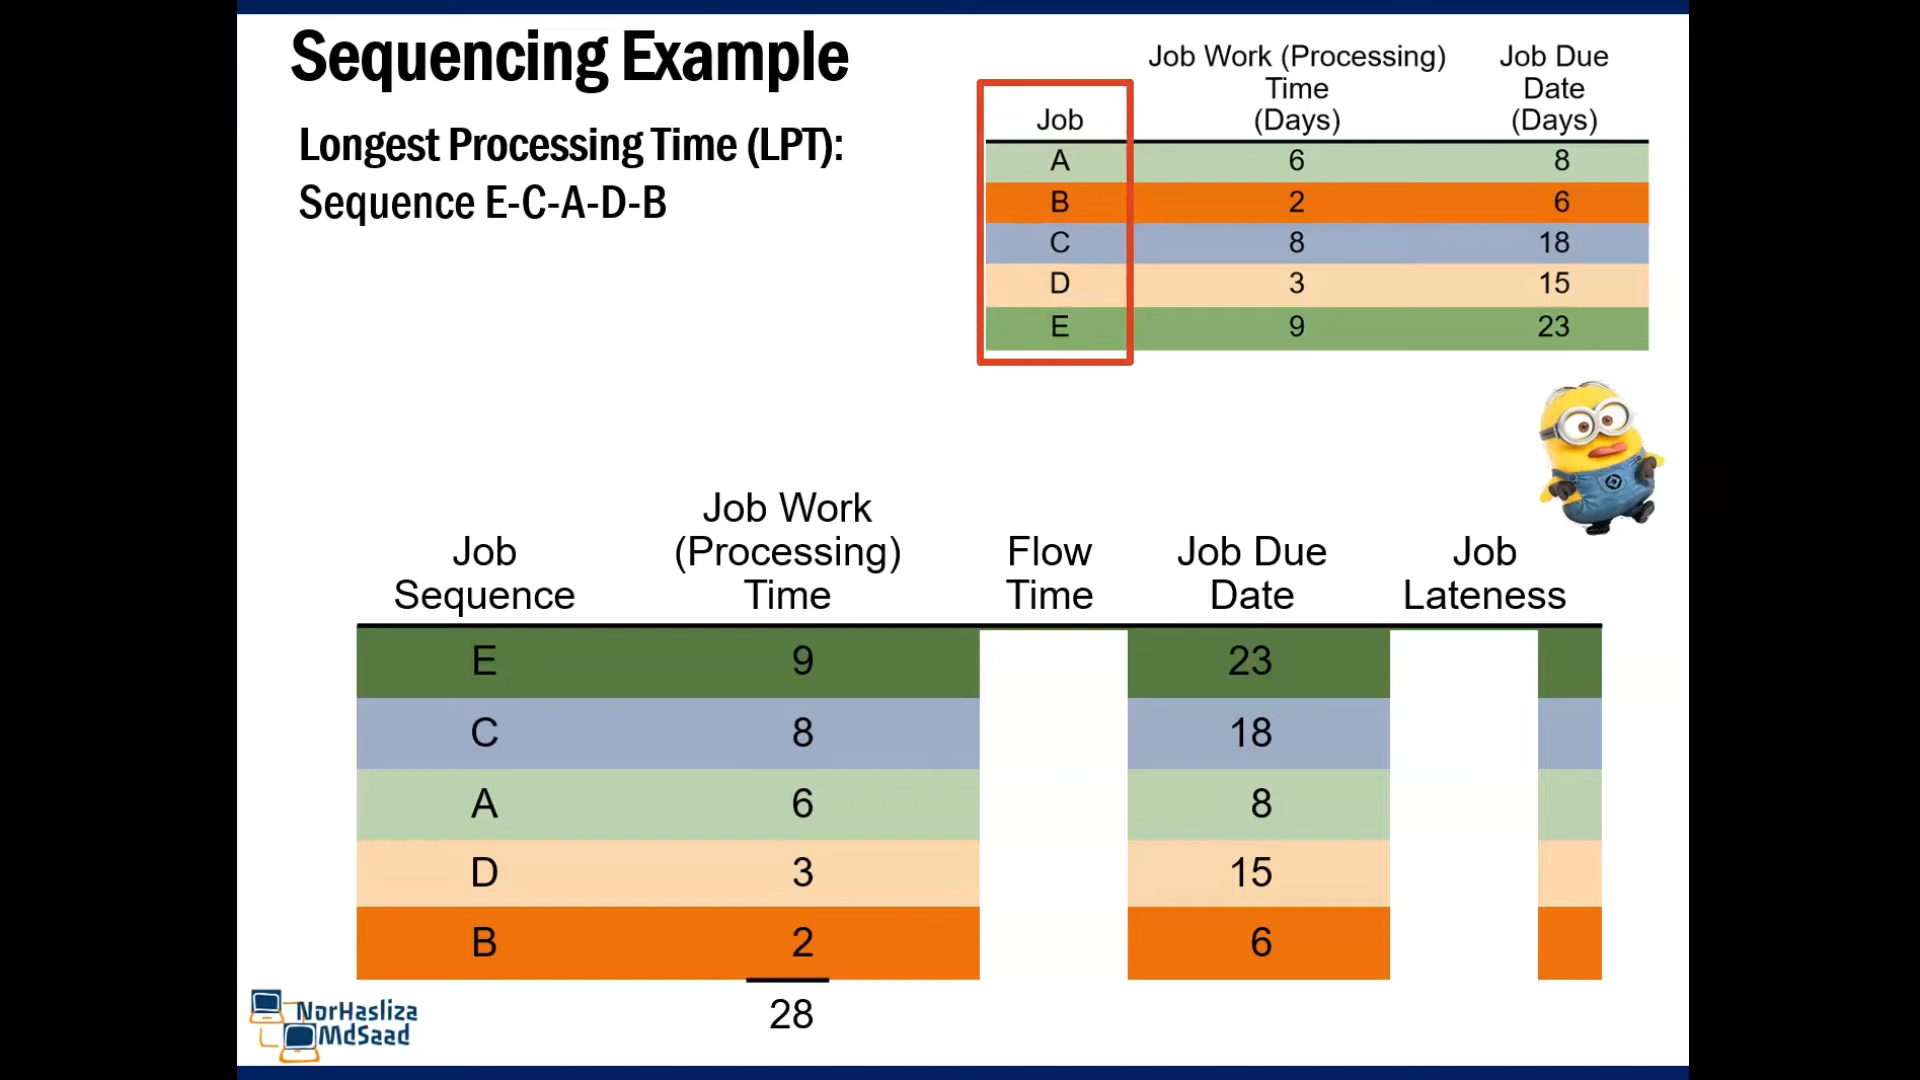 Sequencing Example
Longest Processing Time (LPT):
Sequence E-C-A-D-B
Job Work (Processing) Job Due
Time Date
Job (Days) (Days)
A 6 8
B 2 6
C 8 18
D 3 15
E 9 23
Job Work
Job (Processing) Flow Job Due Job
Sequence Time Time Date Lateness
E 9 23
C 8 18
A 6 8
D 3 15
B 2 6
28
NorHasliza
MdSaad